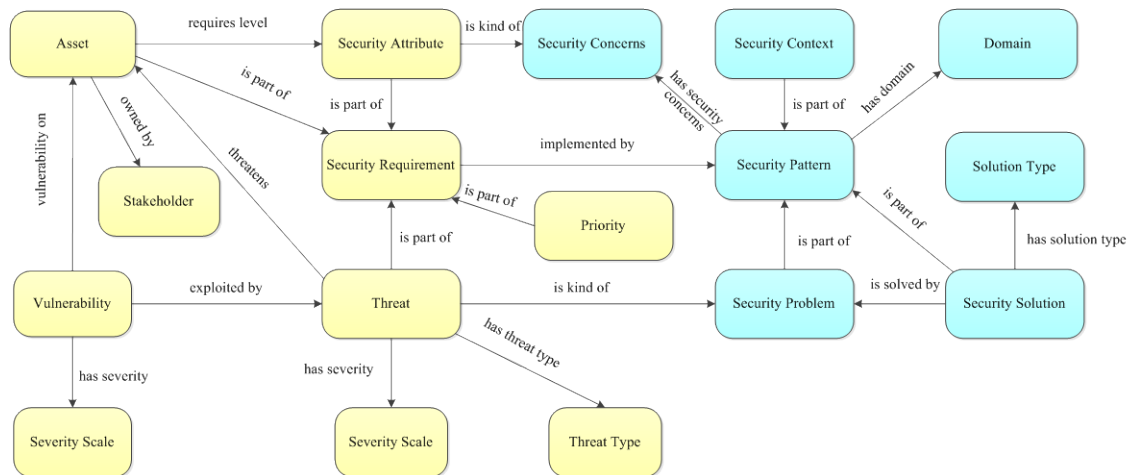 Asset
requires level
Security Attribute
is kind of
Security Concerns
Security Context
Domain
is part of
is part of
has security
concerns
is part of
has domain
owned by
vulnerability on
threatens
Security Requirement
implemented by
Security Pattern
Solution Type
Stakeholder
is part of
Priority
is part of
is part of
is part of
has solution type
Vulnerability
exploited by
Threat
is kind of
Security Problem
is solved by
Security Solution
has threat type
has severity
has severity
Severity Scale
Severity Scale
Threat Type